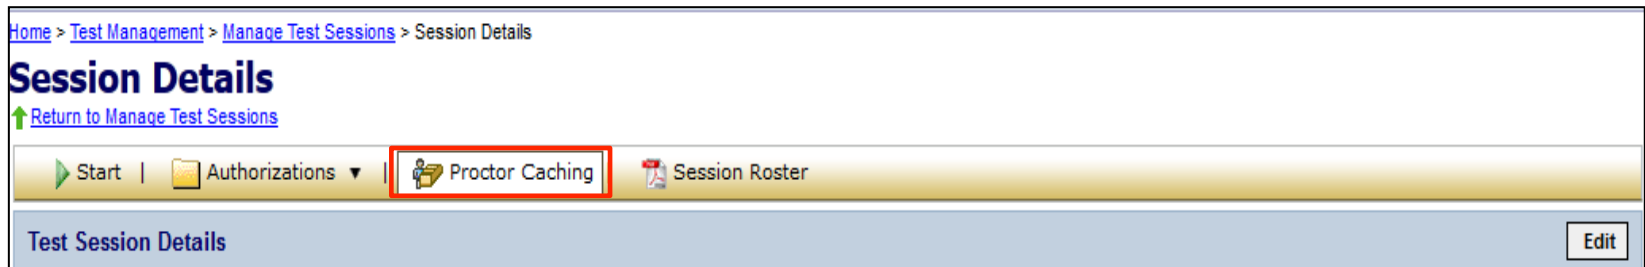 Home > Test Management > Manage Test Sessions > Session Details
Session Details
Return to Manage Test Sessions
Start | Authorizations ▼ | Proctor Caching Session Roster
Test Session Details Edit